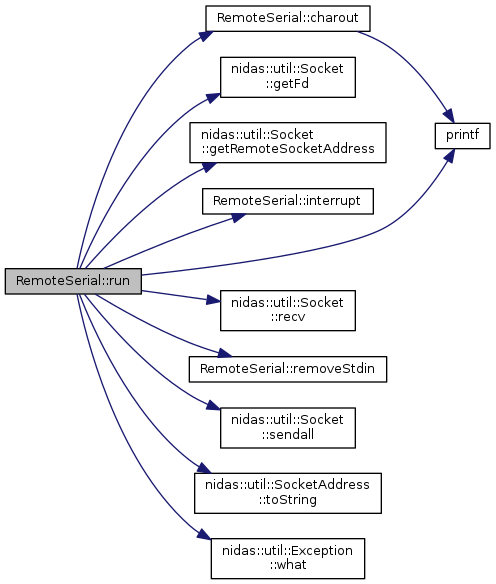 RemoteSerial::charout
nidas::util::Socket
::getFd
printf
nidas::util::Socket
::getRemoteSocketAddress
RemoteSerial::interrupt
RemoteSerial::run
nidas::util::Socket
::recv
RemoteSerial::removeStdin
nidas::util::Socket
::sendall
nidas::util::SocketAddress
::toString
nidas::util::Exception
::what